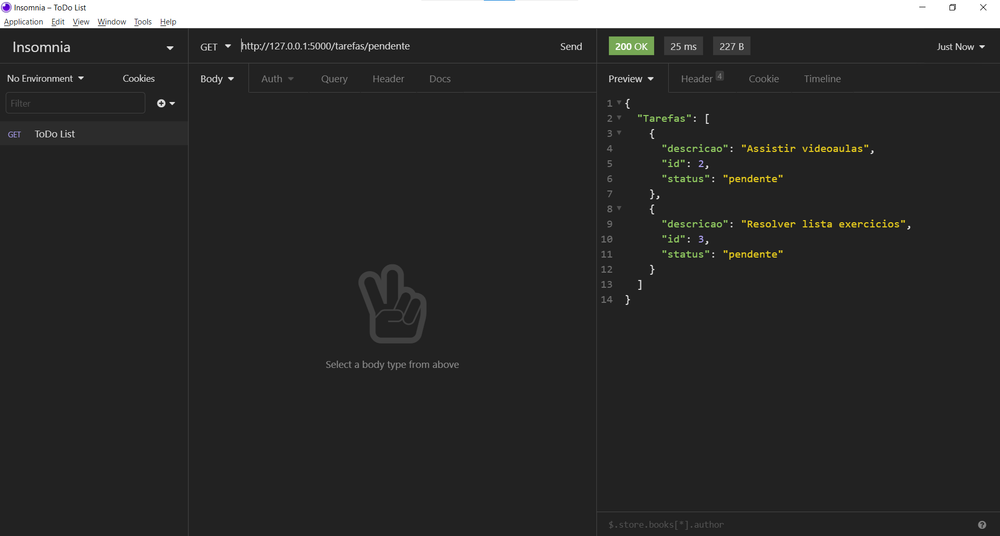 Insomnia – ToDo List
Application Edit View Window Tools Help
Insomnia
GET http://127.0.0.1:5000/tarefas/pendente Send
200 OK 25 ms 227 B Just Now
No Environment Cookies
Body Auth Query Header Docs
Preview Header 4 Cookie Timeline
Filter
GET ToDo List
Select a body type from above
1 {
2 "Tarefas": [
3 {
4 "descricao": "Assistir videoaulas",
5 "id": 2,
6 "status": "pendente"
7 },
8 {
9 "descricao": "Resolver lista exercicios",
10 "id": 3,
11 "status": "pendente"
12 }
13 ]
14 }
$.store.books[*].author